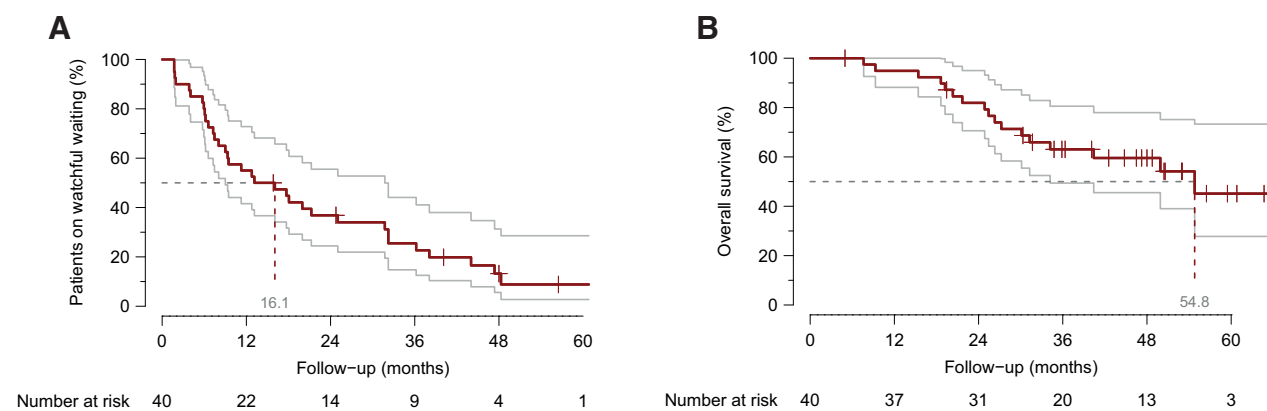 A
Patients on watchful waiting (%)
100
80
60
40
20
0
16.1
0 12 24 36 48 60
Follow−up (months)
Number at risk 40 22 14 9 4 1
B
Overall survival (%)
100
80
60
40
20
0
54.8
0 12 24 36 48 60
Follow−up (months)
Number at risk 40 37 31 20 13 3